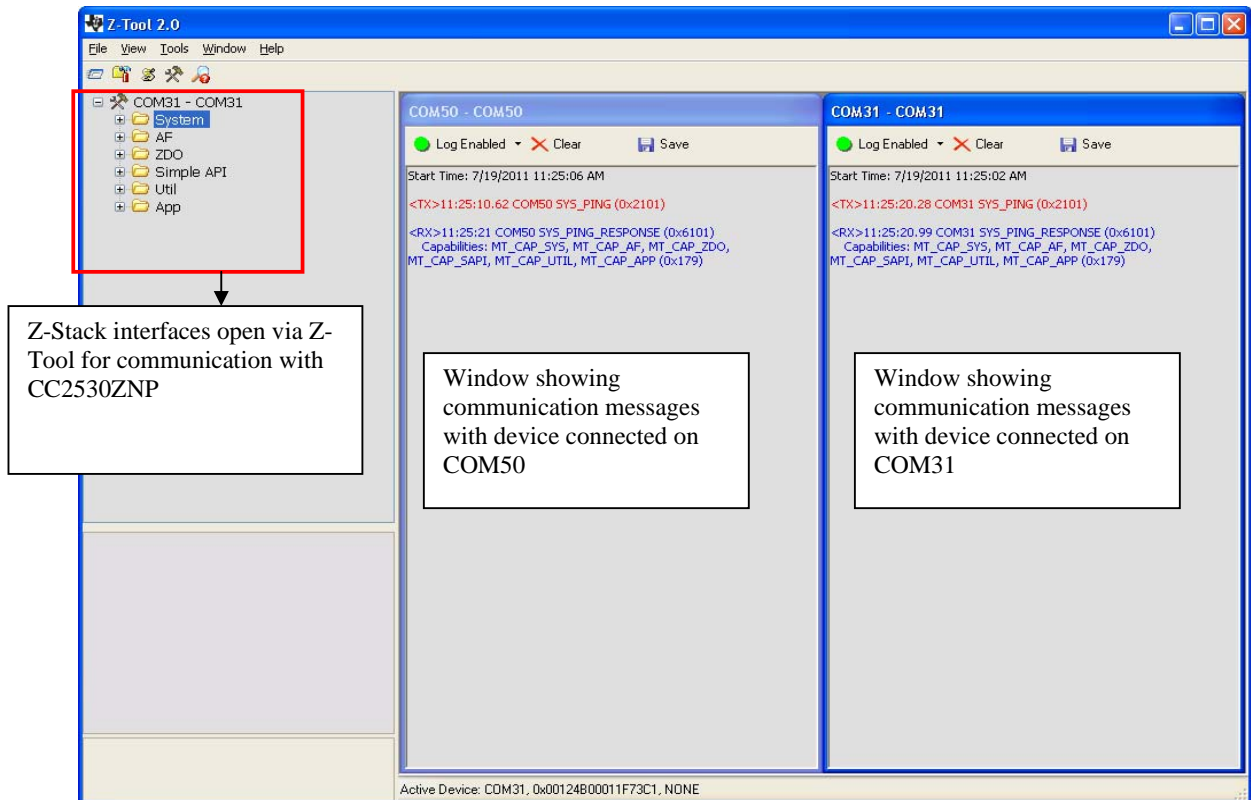 Z-Tool 2.0
File View Tools Window Help
COM31 - COM31
System
AF
ZDO
Simple API
Util
App
Z-Stack interfaces open via Z-
Tool for communication with
CC2530ZNP
COM50 - COM50
Log Enabled Clear Save
Start Time: 7/19/2011 11:25:06 AM
<TX>11:25:10.62 COM50 SYS_PING (0x2101)
<RX>11:25:21 COM50 SYS_PING_RESPONSE (0x6101)
Capabilities: MT_CAP_SYS, MT_CAP_AF, MT_CAP_ZDO,
MT_CAP_SAPI, MT_CAP_UTIL, MT_CAP_APP (0x179)
Window showing
communication messages
with device connected on
COM50
COM31 - COM31
Log Enabled Clear Save
Start Time: 7/19/2011 11:25:02 AM
<TX>11:25:20.28 COM31 SYS_PING (0x2101)
<RX>11:25:20.99 COM31 SYS_PING_RESPONSE (0x6101)
Capabilities: MT_CAP_SYS, MT_CAP_AF, MT_CAP_ZDO,
MT_CAP_SAPI, MT_CAP_UTIL, MT_CAP_APP (0x179)
Window showing
communication messages
with device connected on
COM31
Active Device: COM31, 0x00124B00011F73C1, NONE